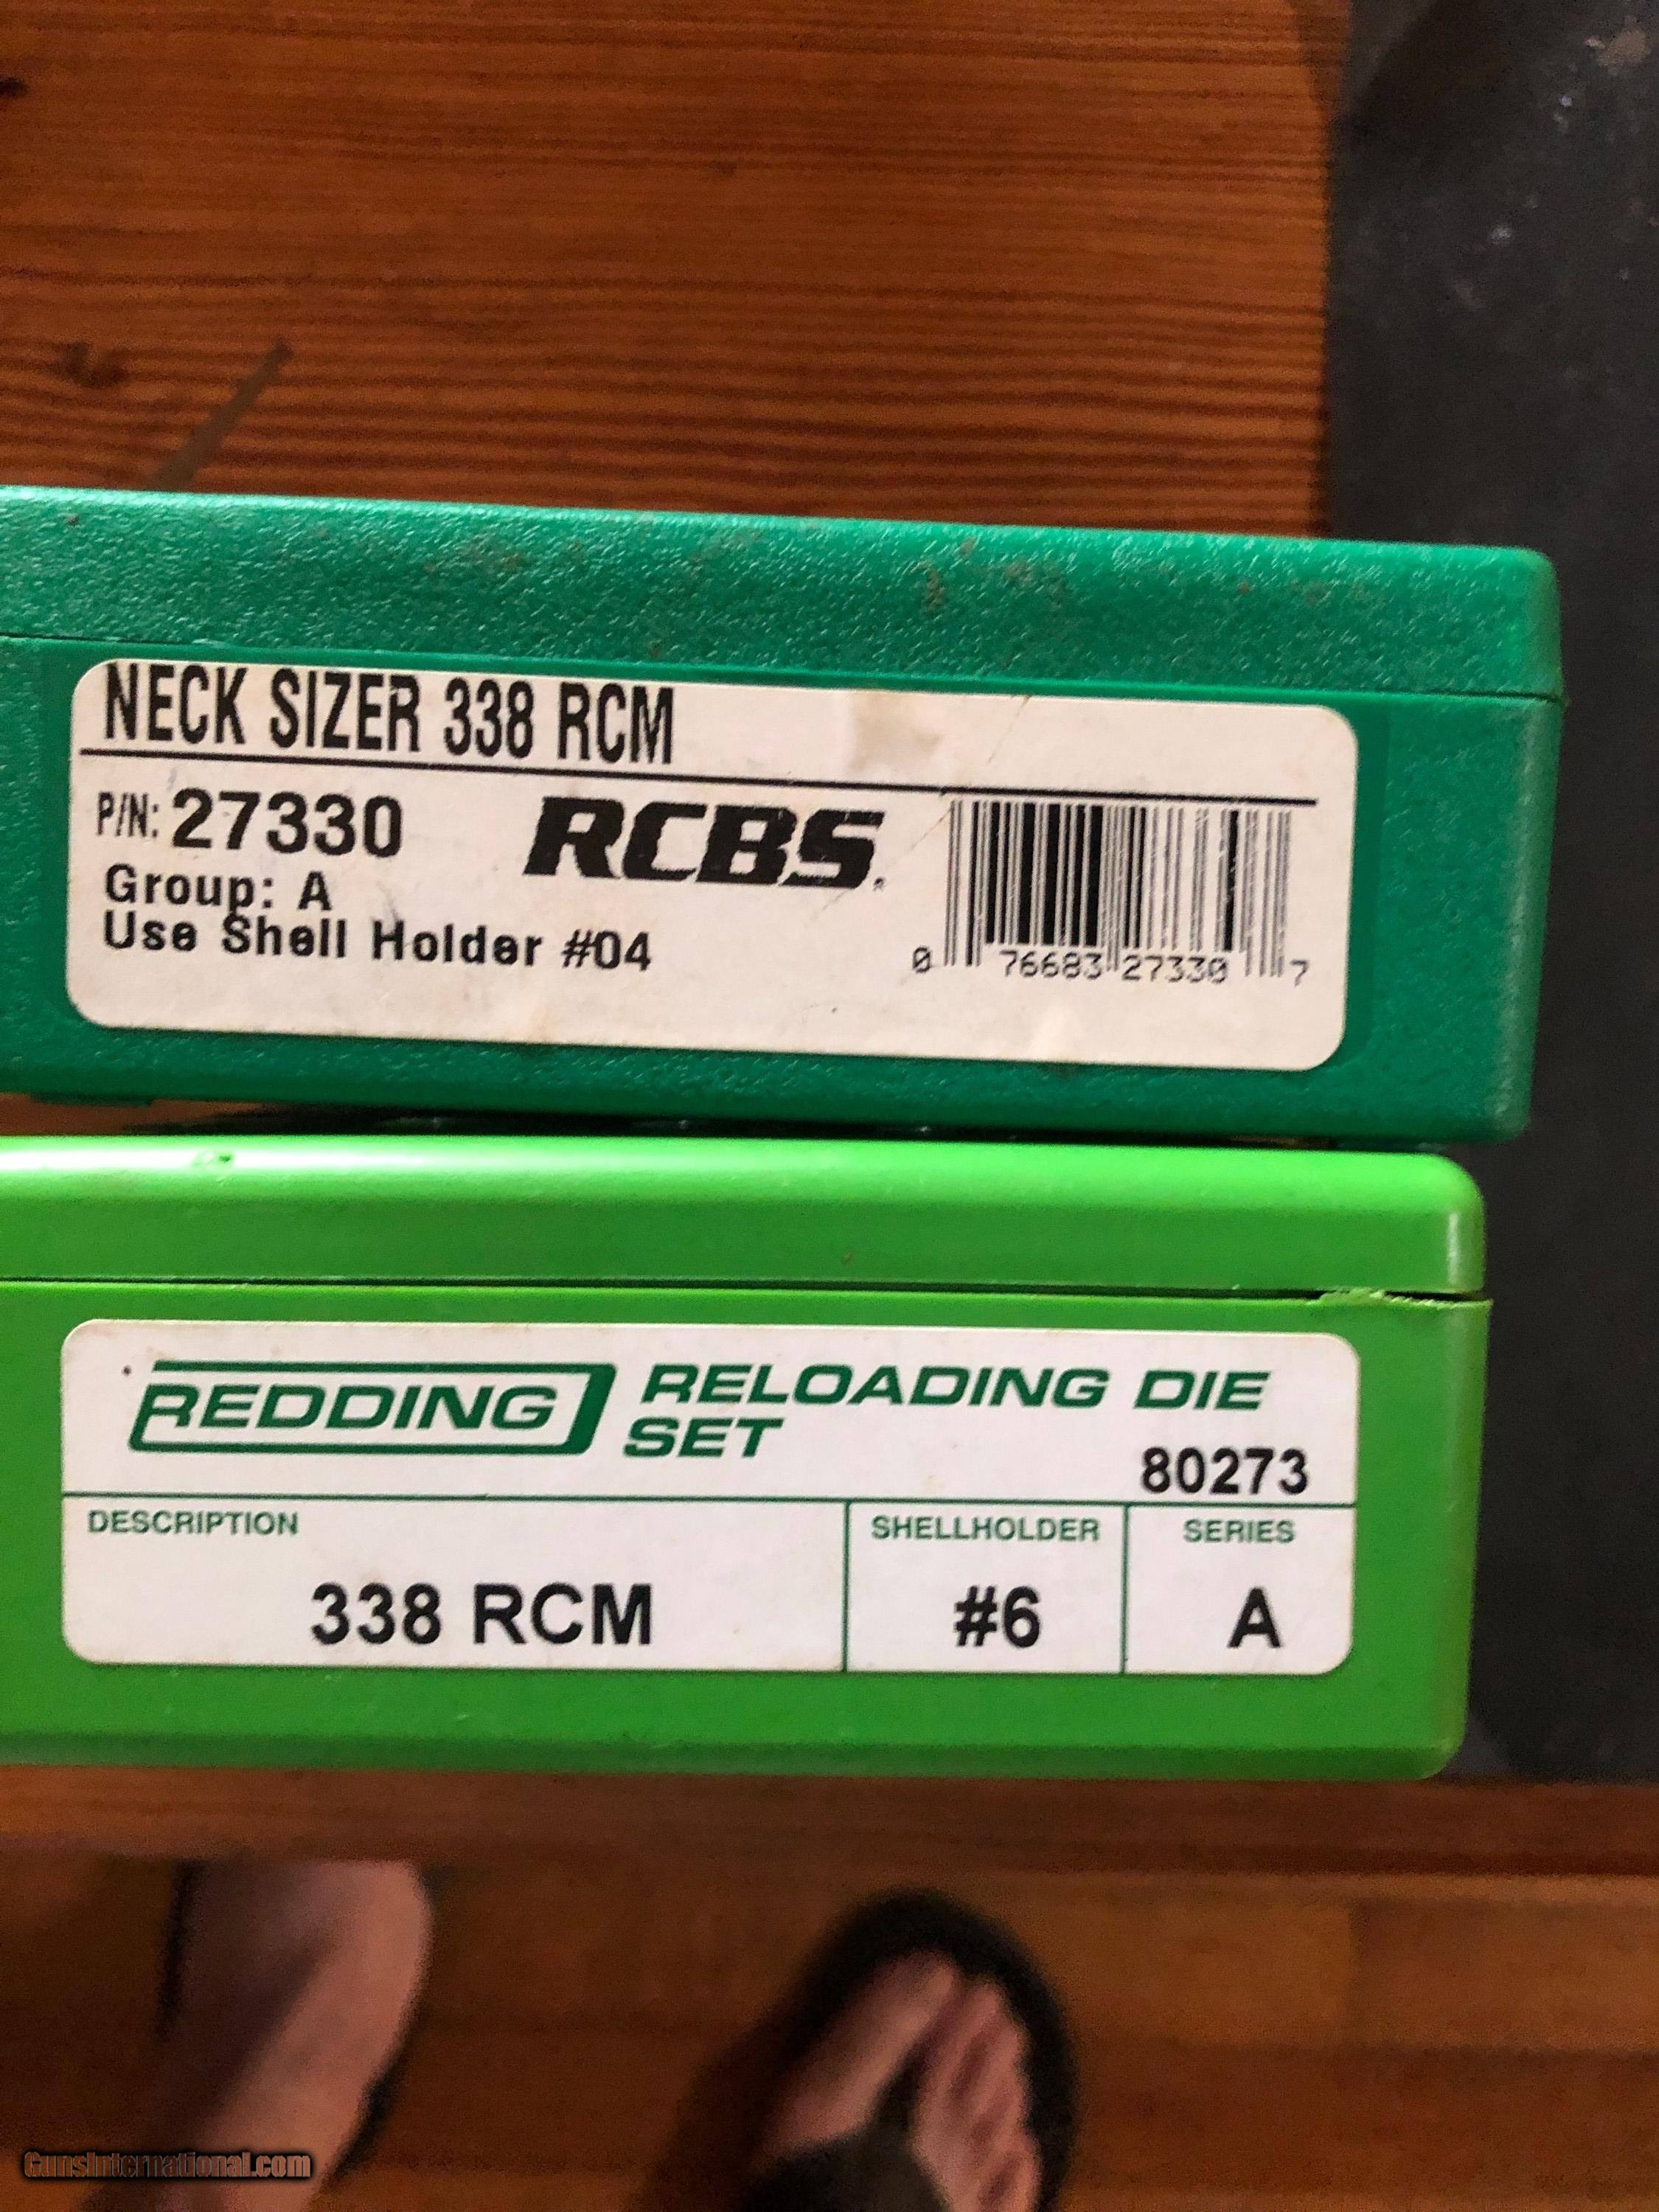 NECK SIZER 338 RCM
P/N: 27330
RCBS
Group: A
Use Shell Holder #04
0 76683 27330 7
REDDING RELOADING DIE
SET
80273
DESCRIPTION SHELLHOLDER SERIES
338 RCM #6 A
GunsInternational.com